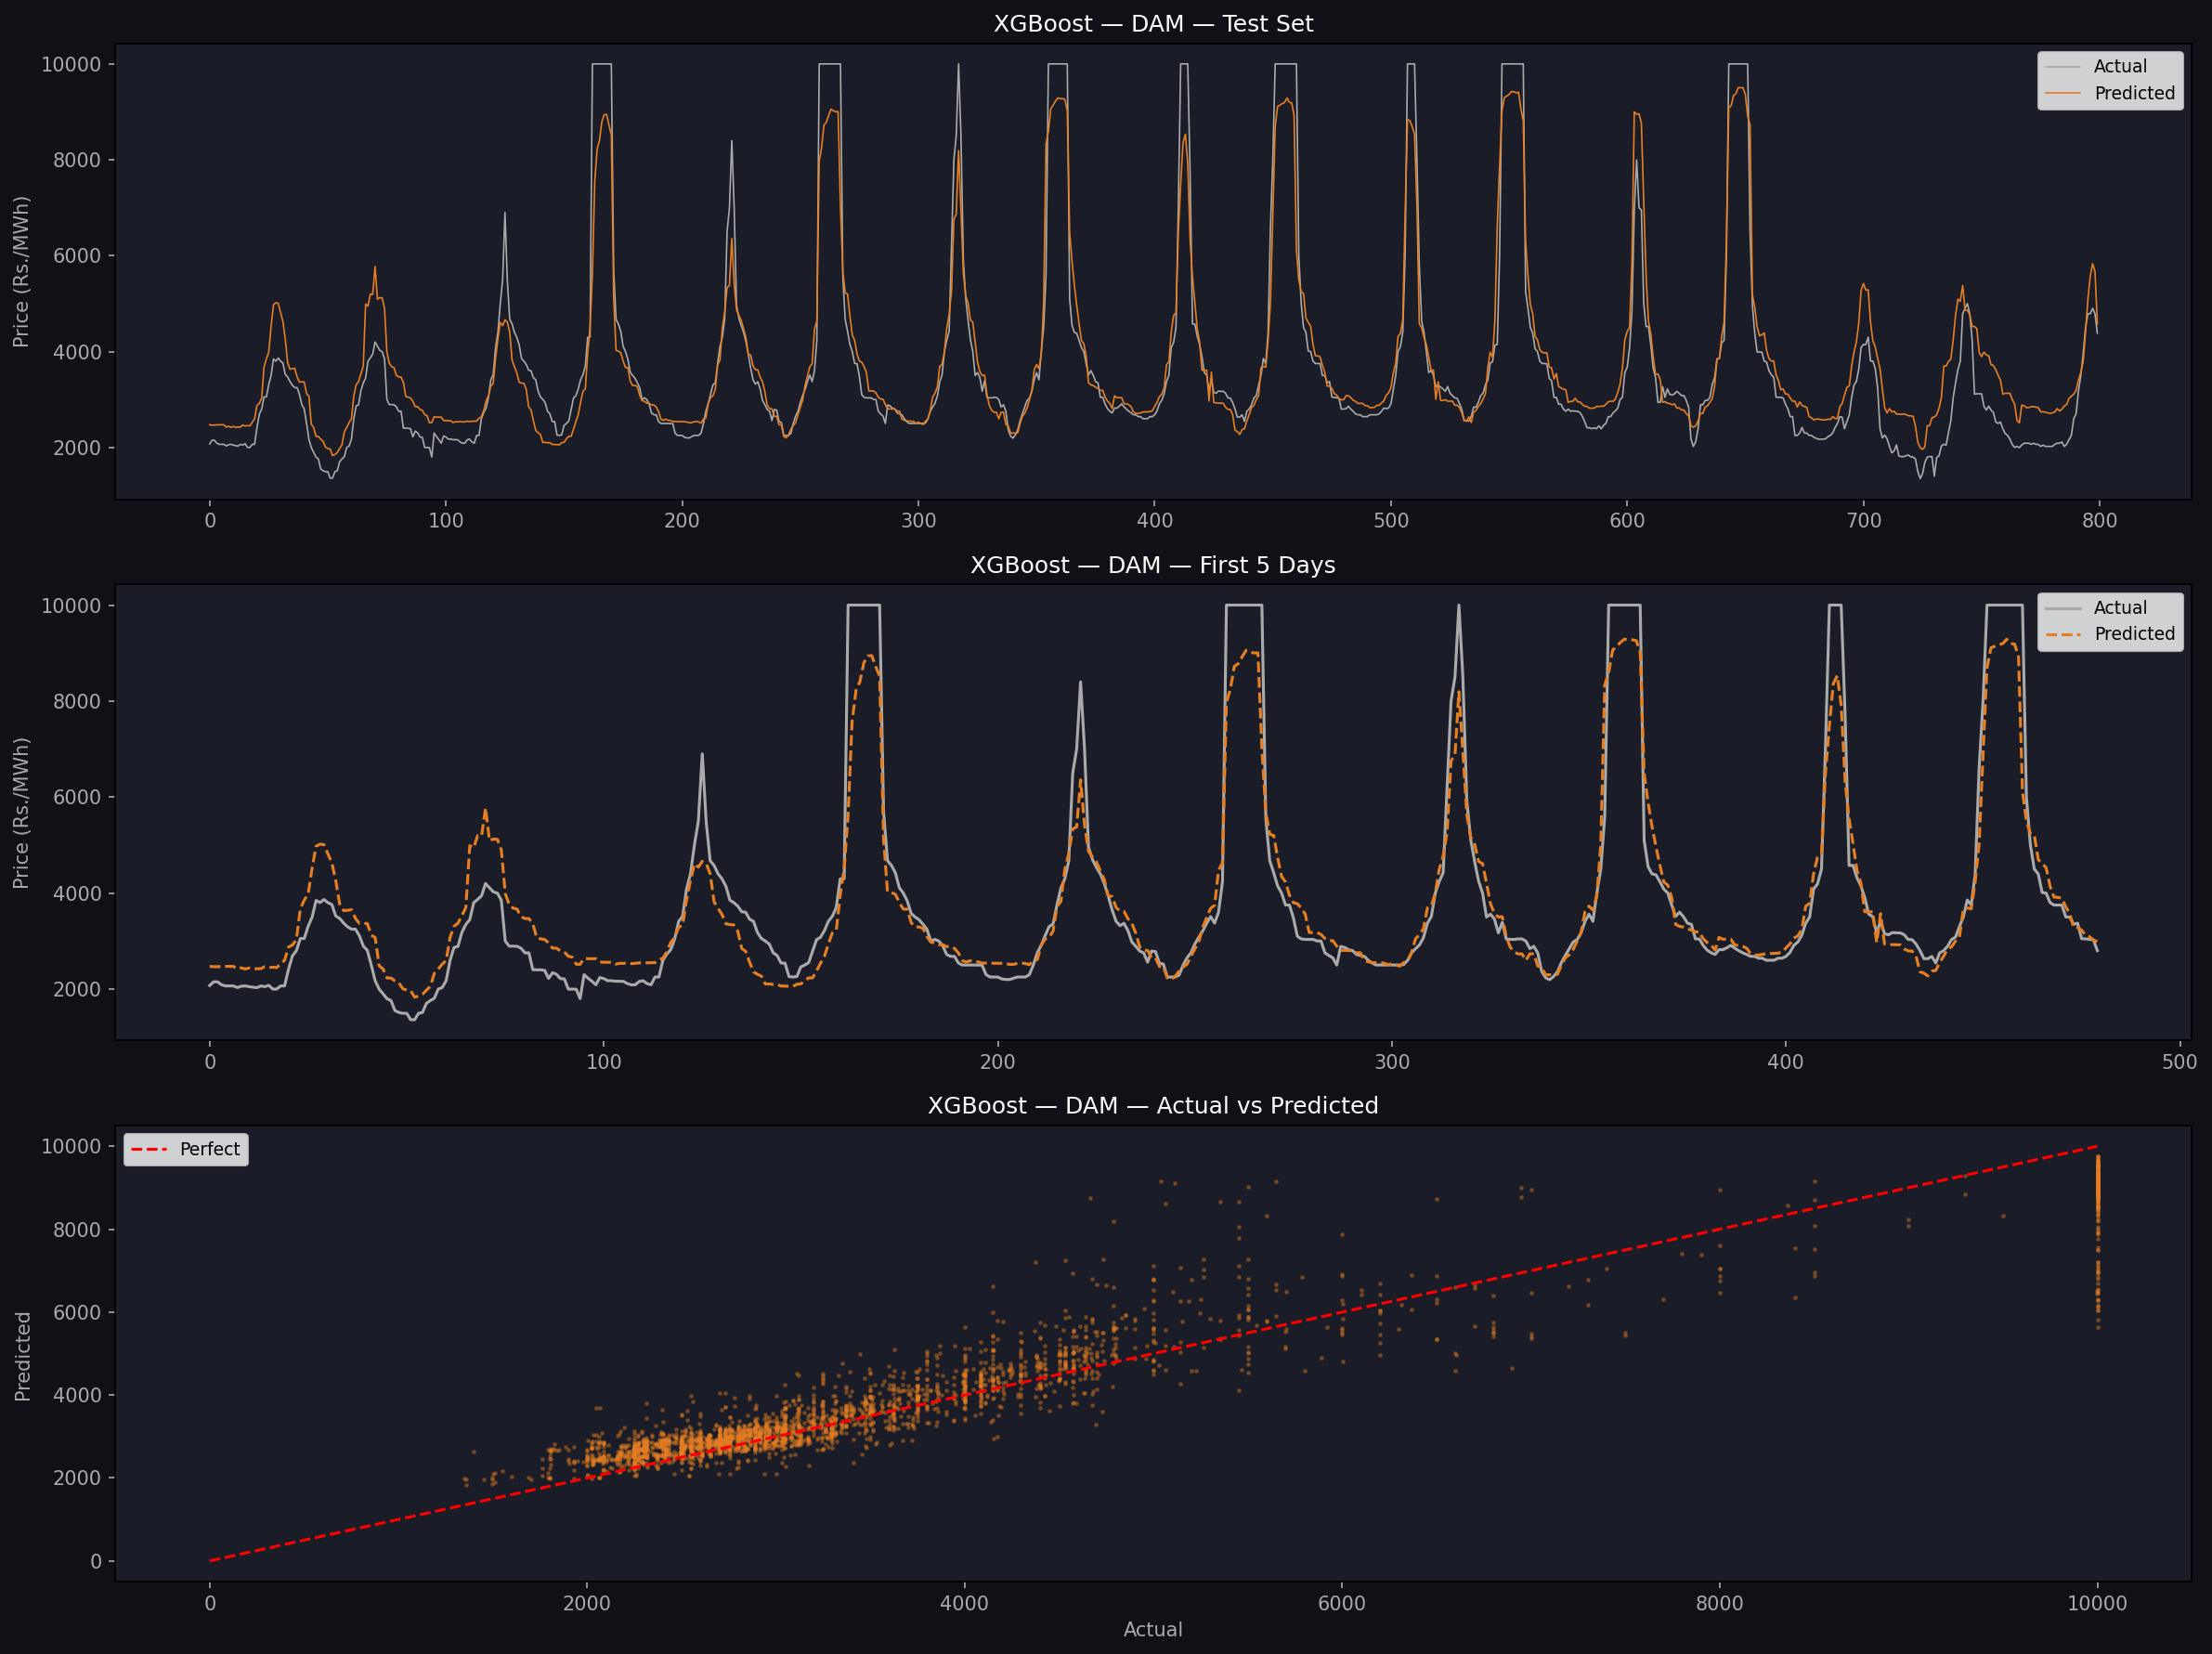 XGBoost — DAM — Test Set
Price (Rs./MWh)
10000
8000
6000
4000
2000
Actual
Predicted
0 100 200 300 400 500 600 700 800
XGBoost — DAM — First 5 Days
Price (Rs./MWh)
10000
8000
6000
4000
2000
Actual
Predicted
0 100 200 300 400 500
XGBoost — DAM — Actual vs Predicted
Predicted
10000
8000
6000
4000
2000
0
Perfect
0 2000 4000 6000 8000 10000
Actual